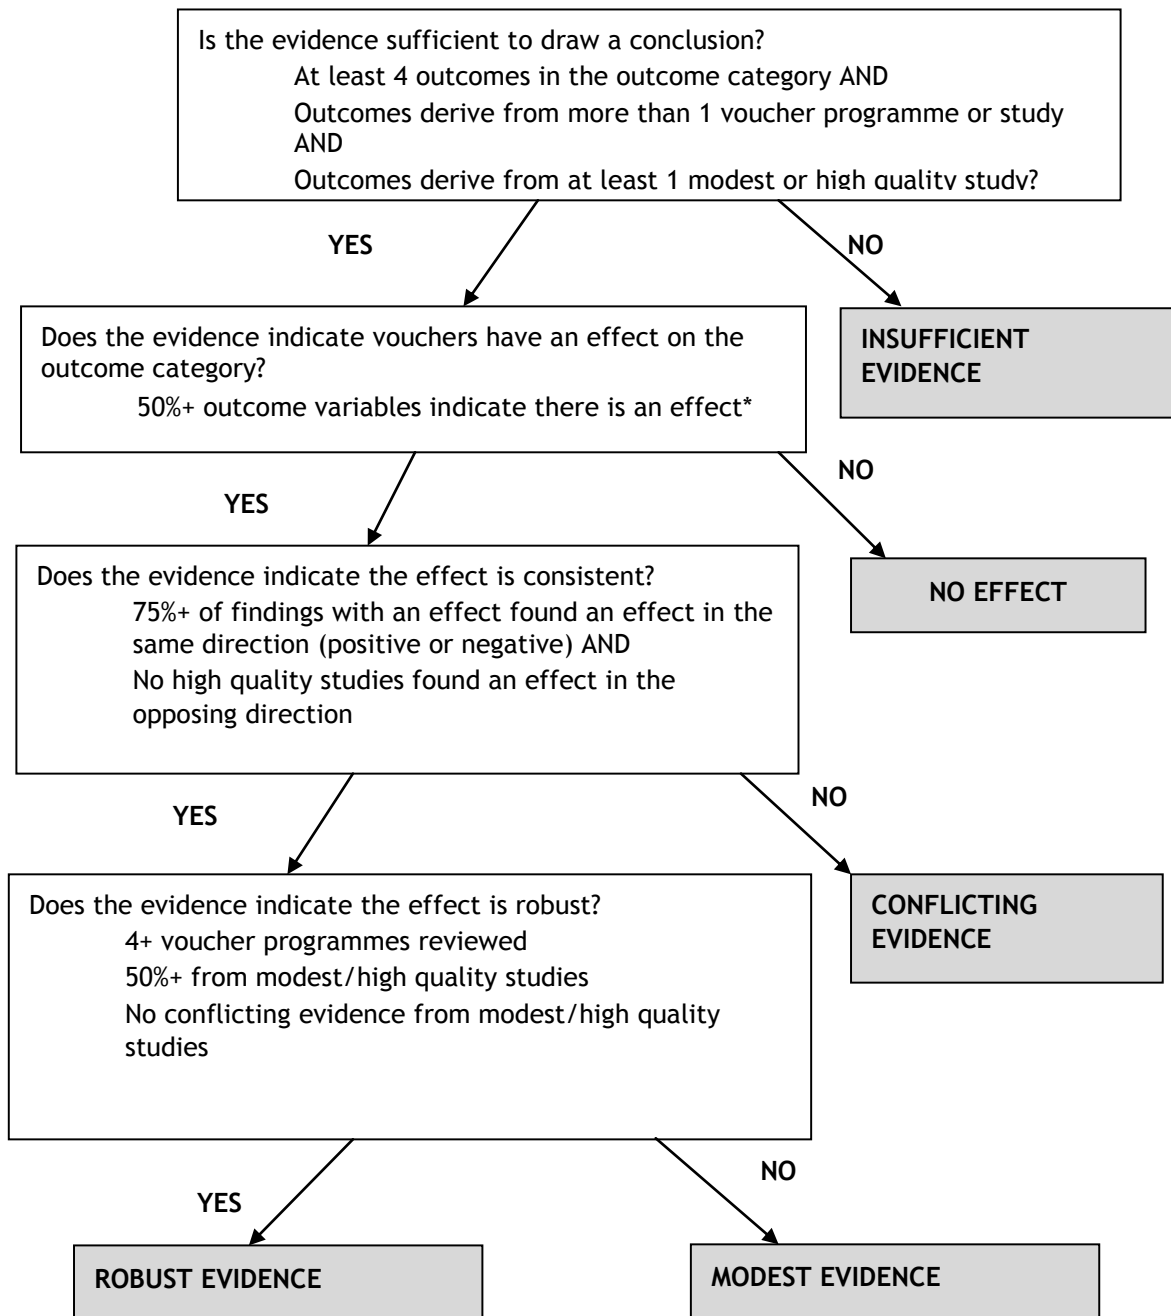 Is the evidence sufficient to draw a conclusion?
At least 4 outcomes in the outcome category AND
Outcomes derive from more than 1 voucher programme or study
AND
Outcomes derive from at least 1 modest or high quality study?
YES
NO
Does the evidence indicate vouchers have an effect on the
outcome category?
50%+ outcome variables indicate there is an effect*
INSUFFICIENT
EVIDENCE
YES
NO
Does the evidence indicate the effect is consistent?
75%+ of findings with an effect found an effect in the
same direction (positive or negative) AND
No high quality studies found an effect in the
opposing direction
NO EFFECT
YES
NO
Does the evidence indicate the effect is robust?
4+ voucher programmes reviewed
50%+ from modest/high quality studies
No conflicting evidence from modest/high quality
studies
CONFLICTING
EVIDENCE
YES
NO
ROBUST EVIDENCE
MODEST EVIDENCE